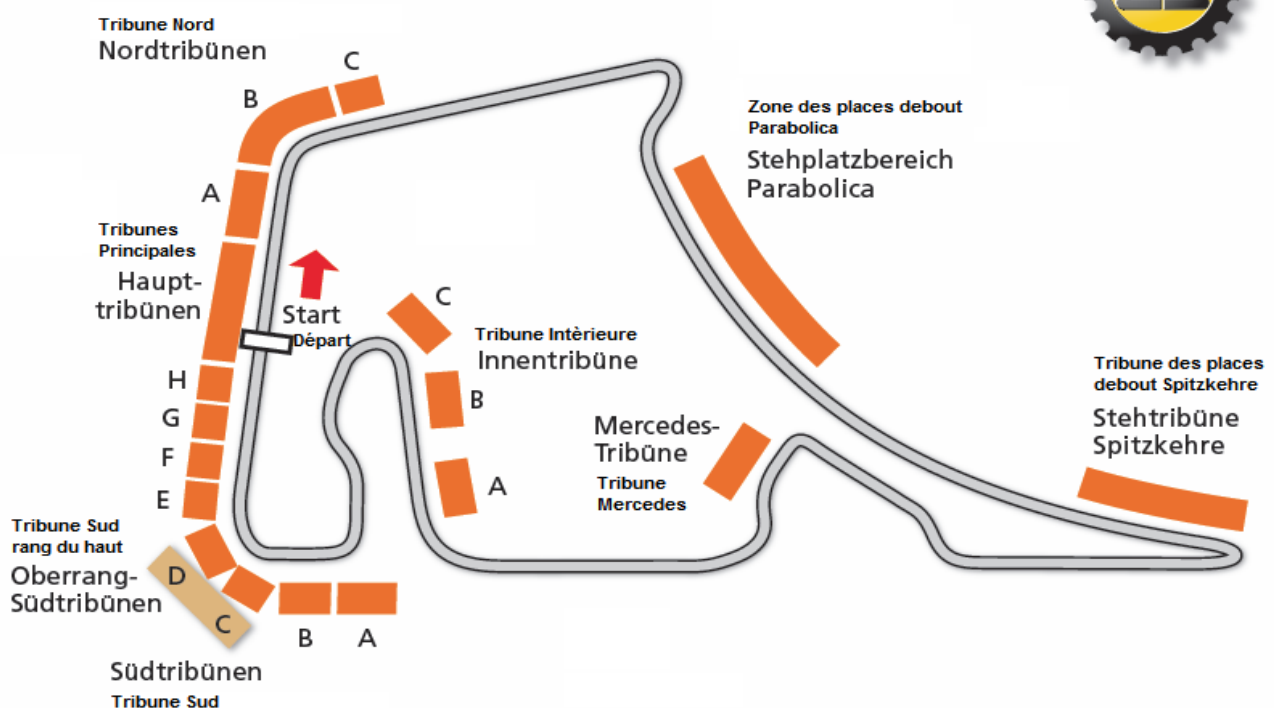 Tribune Nord
Nordtribünen
C
B
A
Zone des places debout
Parabolica
Stehplatzbereich
Parabolica
Tribunes
Principales
Haupt-
tribünen
Start
Départ
C
Tribune Intèrieure
Innentribüne
B
A
H
G
F
E
Mercedes-
Tribüne
Tribune
Mercedes
Tribune des places
debout Spitzkehre
Stehtribüne
Spitzkehre
Tribune Sud
rang du haut
Oberrang-
Südtribünen
D
C
B
A
Südtribünen
Tribune Sud